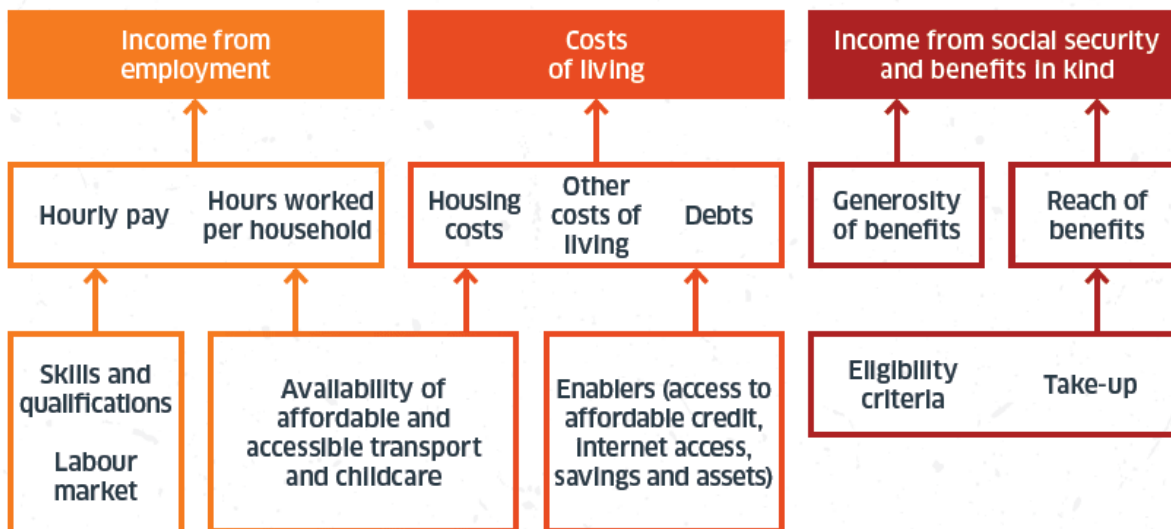 Income from
employment
Costs
of living
Income from social security
and benefits in kind
Hourly pay
Hours worked
per household
Housing
costs
Other
costs of
living
Debts
Generosity
of benefits
Reach of
benefits
Skills and
qualifications
Labour
market
Availability of
affordable and
accessible transport
and childcare
Enablers (access to
affordable credit,
internet access,
savings and assets)
Eligibility
criteria
Take-up